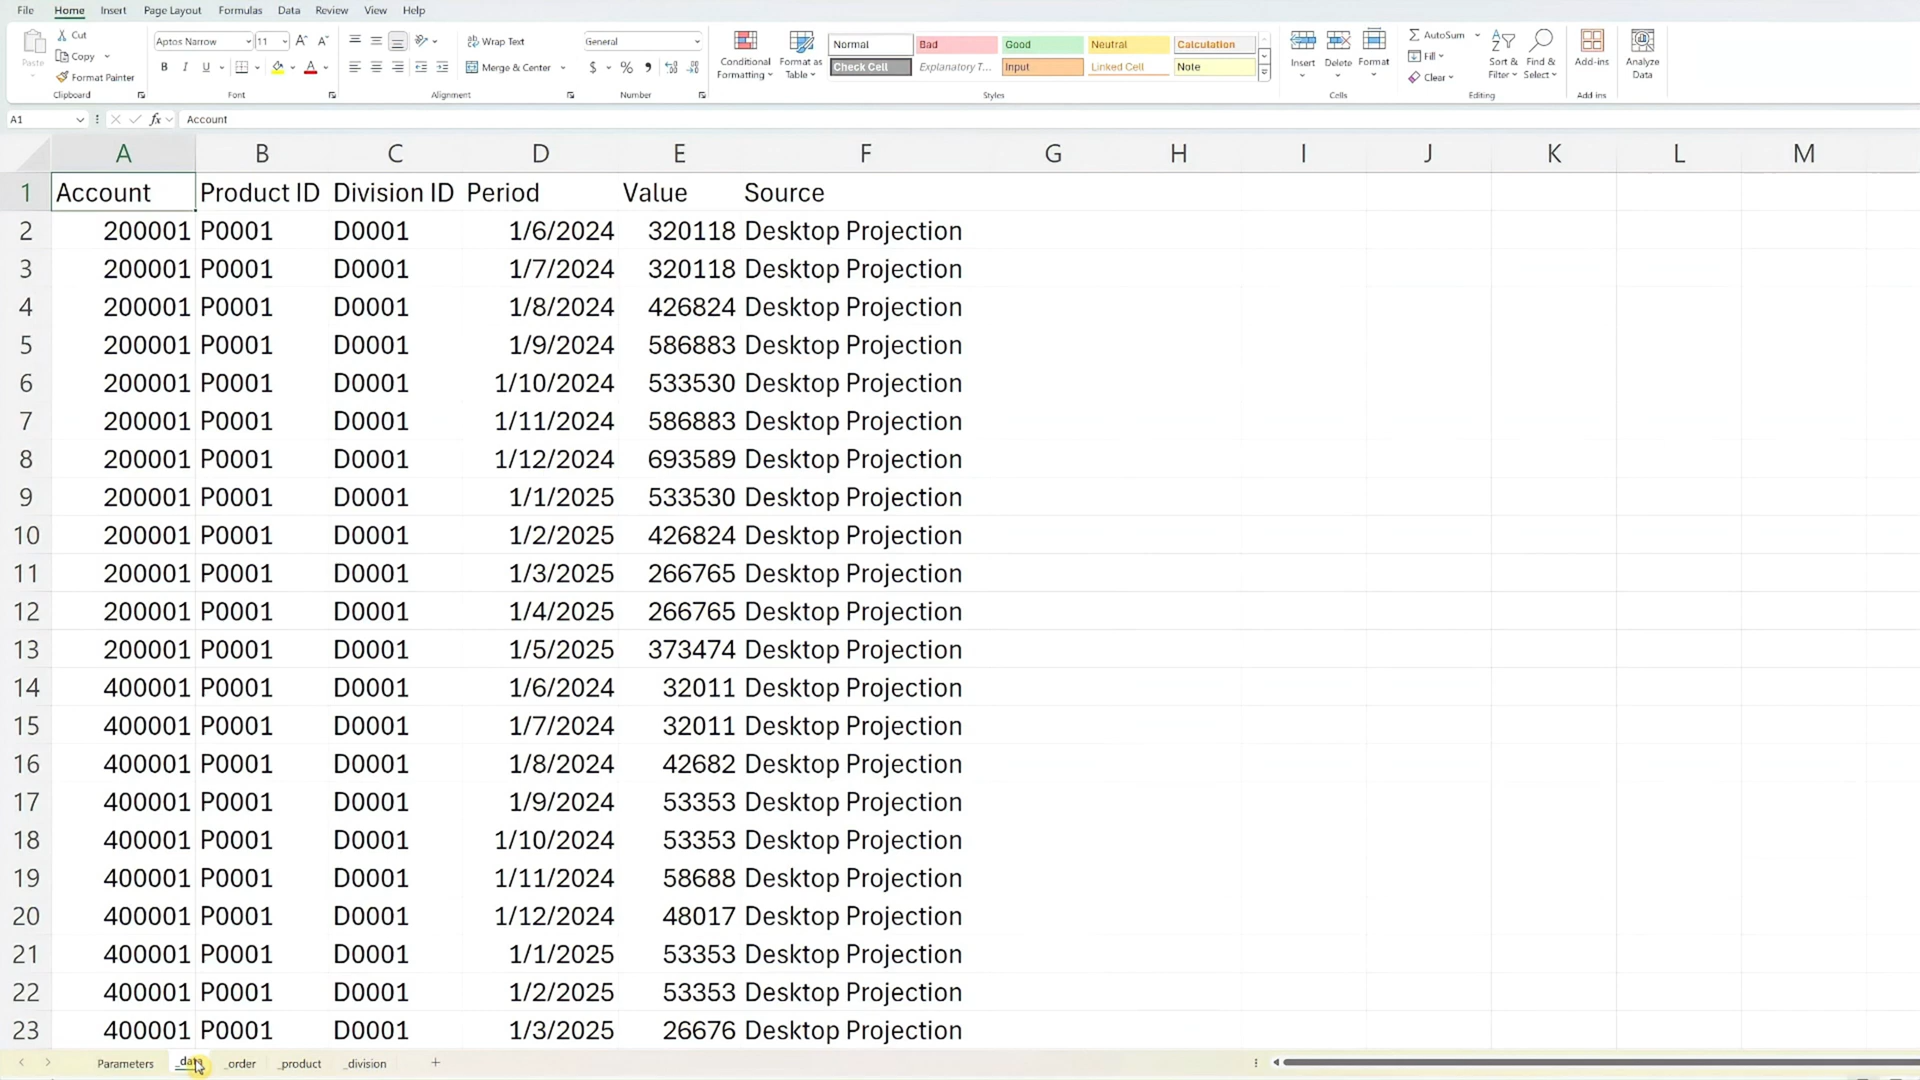 File Home Insert Page Layout Formulas Data Review View Help
Paste Cut Copy Format Painter Clipboard
Aptos Narrow 11 A A B I U A Font
Wrap Text Merge & Center Alignment
General $ % Number
Conditional Formatting Format as Table
Normal Bad Good Neutral Calculation
Check Cell Explanatory T... Input Linked Cell Note
Styles
Insert Delete Format Cells
AutoSum Fill Clear Sort & Filter Find & Select Editing
Add-ins Add ins
Analyze Data
A1 fx Account
A B C D E F G H I J K L M
1 Account Product ID Division ID Period Value Source
2 200001 P0001 D0001 1/6/2024 320118 Desktop Projection
3 200001 P0001 D0001 1/7/2024 320118 Desktop Projection
4 200001 P0001 D0001 1/8/2024 426824 Desktop Projection
5 200001 P0001 D0001 1/9/2024 586883 Desktop Projection
6 200001 P0001 D0001 1/10/2024 533530 Desktop Projection
7 200001 P0001 D0001 1/11/2024 586883 Desktop Projection
8 200001 P0001 D0001 1/12/2024 693589 Desktop Projection
9 200001 P0001 D0001 1/1/2025 533530 Desktop Projection
10 200001 P0001 D0001 1/2/2025 426824 Desktop Projection
11 200001 P0001 D0001 1/3/2025 266765 Desktop Projection
12 200001 P0001 D0001 1/4/2025 266765 Desktop Projection
13 200001 P0001 D0001 1/5/2025 373474 Desktop Projection
14 400001 P0001 D0001 1/6/2024 32011 Desktop Projection
15 400001 P0001 D0001 1/7/2024 32011 Desktop Projection
16 400001 P0001 D0001 1/8/2024 42682 Desktop Projection
17 400001 P0001 D0001 1/9/2024 53353 Desktop Projection
18 400001 P0001 D0001 1/10/2024 53353 Desktop Projection
19 400001 P0001 D0001 1/11/2024 58688 Desktop Projection
20 400001 P0001 D0001 1/12/2024 48017 Desktop Projection
21 400001 P0001 D0001 1/1/2025 53353 Desktop Projection
22 400001 P0001 D0001 1/2/2025 53353 Desktop Projection
23 400001 P0001 D0001 1/3/2025 26676 Desktop Projection
Parameters _data _order _product _division